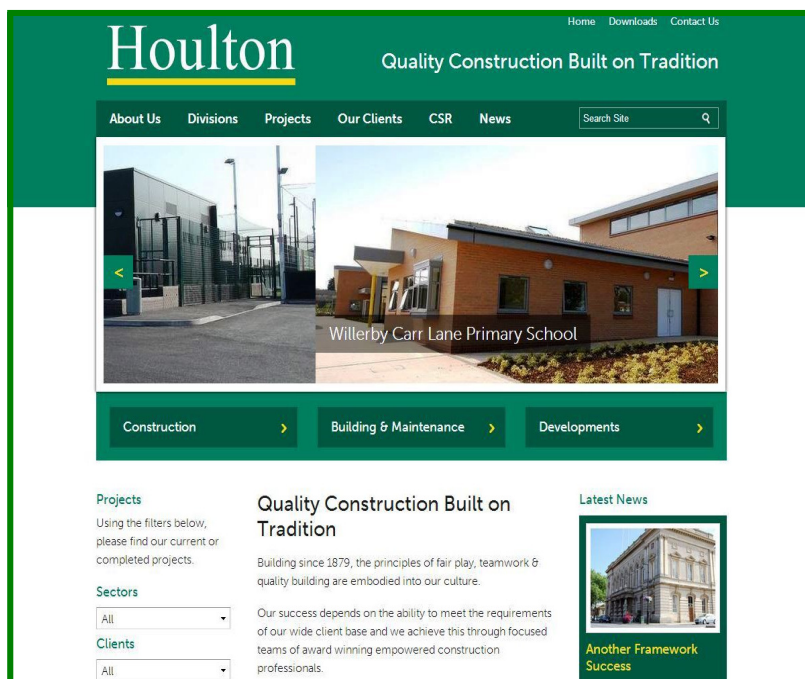 Home Downloads Contact Us
Houlton
Quality Construction Built on Tradition
About Us Divisions Projects Our Clients CSR News Search Site
<
>
Willerby Carr Lane Primary School
Construction > Building & Maintenance > Developments >
Projects
Using the filters below,
please find our current or
completed projects.
Sectors
All
Clients
All
Quality Construction Built on
Tradition
Building since 1879, the principles of fair play, teamwork &
quality building are embodied into our culture.
Our success depends on the ability to meet the requirements
of our wide client base and we achieve this through focused
teams of award winning empowered construction
professionals.
Latest News
Another Framework
Success